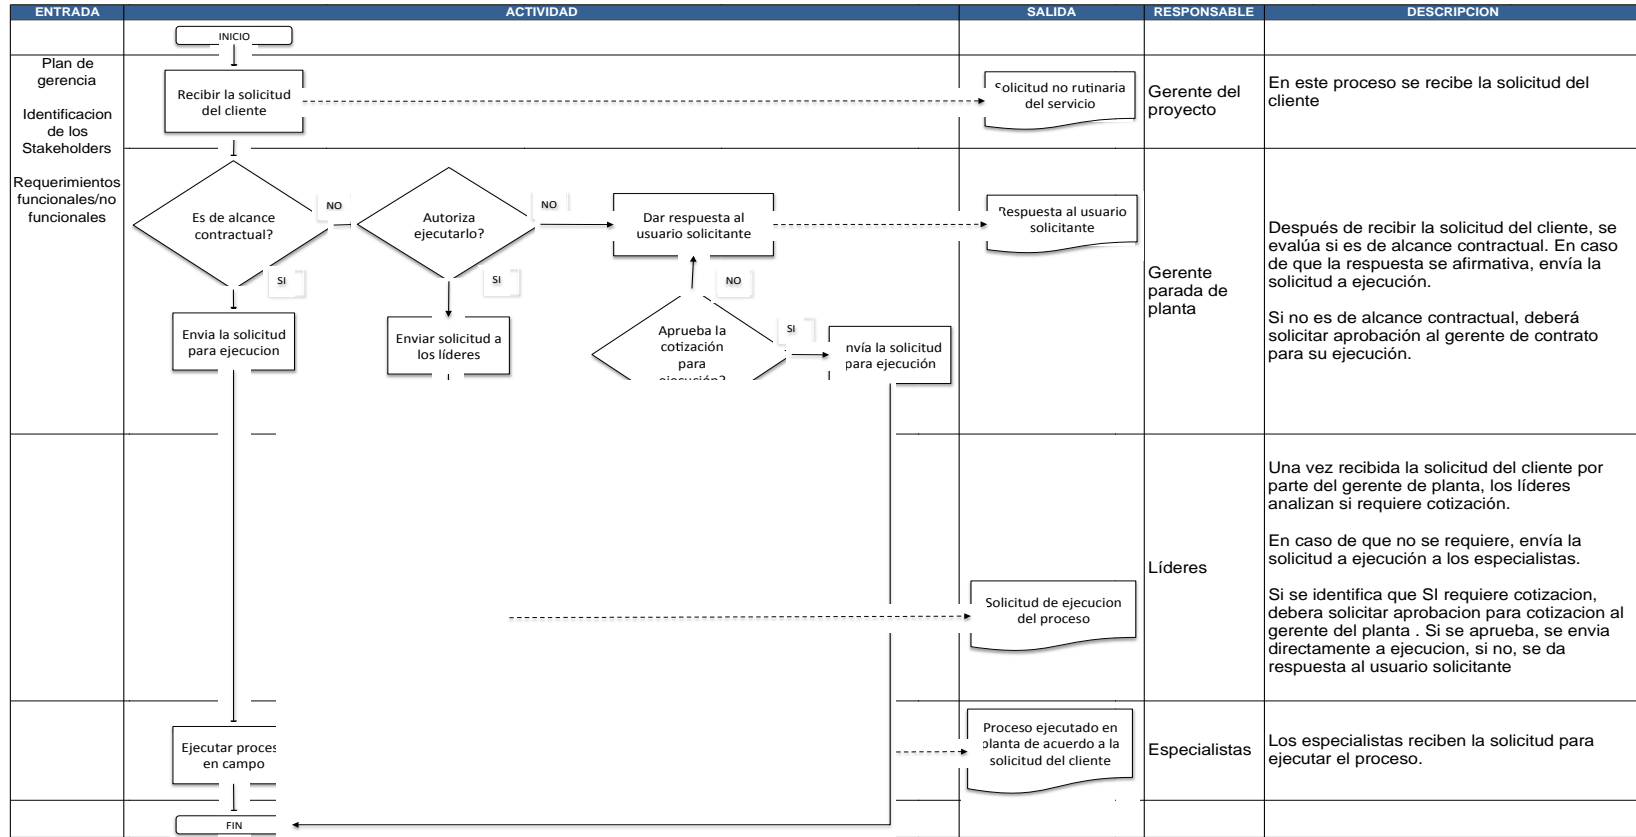 ENTRADA ACTIVIDAD SALIDA RESPONSABLE DESCRIPCION
INICIO
Plan de
gerencia
Identificacion
de los
Stakeholders
Requerimientos
funcionales/no
funcionales
Recibir la solicitud
del cliente
Solicitud no rutinaria
del servicio
Gerente del
proyecto
En este proceso se recibe la solicitud del
cliente
Es de alcance
contractual?
NO
SI
Autoriza
ejecutarlo?
NO
SI
Dar respuesta al
usuario solicitante
Respuesta al usuario
solicitante
Envia la solicitud
para ejecucion
Enviar solicitud a
los líderes
NO
Aprueba la
cotización
para
ejecución?
SI
nvía la solicitud
para ejecución
Gerente
parada de
planta
Después de recibir la solicitud del cliente, se
evalúa si es de alcance contractual. En caso
de que la respuesta se afirmativa, envía la
solicitud a ejecución.
Si no es de alcance contractual, deberá
solicitar aprobación al gerente de contrato
para su ejecución.
Solicitud de ejecucion
del proceso
Líderes
Una vez recibida la solicitud del cliente por
parte del gerente de planta, los líderes
analizan si requiere cotización.
En caso de que no se requiere, envía la
solicitud a ejecución a los especialistas.
Si se identifica que SI requiere cotizacion,
debera solicitar aprobacion para cotizacion al
gerente del planta . Si se aprueba, se envia
directamente a ejecucion, si no, se da
respuesta al usuario solicitante
Ejecutar proces
en campo
Proceso ejecutado en
planta de acuerdo a la
solicitud del cliente
Especialistas
Los especialistas reciben la solicitud para
ejecutar el proceso.
FIN